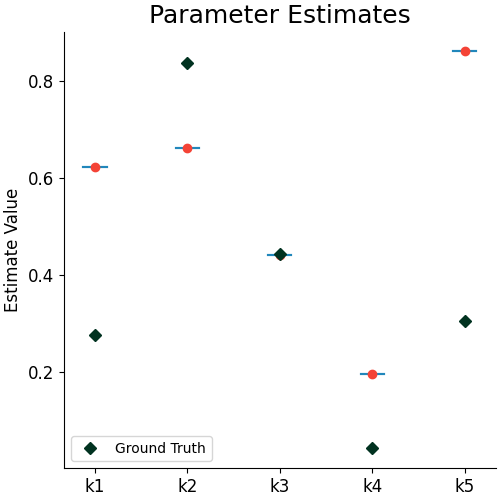 Parameter Estimates
Estimate Value
0.8
0.6
0.4
0.2
Ground Truth
k1 k2 k3 k4 k5